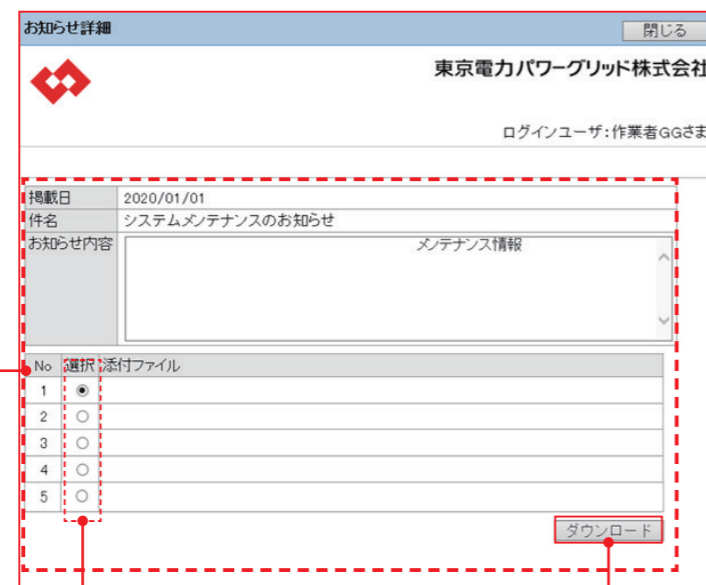 お知らせ詳細
閉じる
東京電力パワーグリッド株式会社
ログインユーザ:作業者GGさま
掲載日 2020/01/01
件名 システムメンテナンスのお知らせ
お知らせ内容 メンテナンス情報
No 選択 添付ファイル
1
2
3
4
5
ダウンロード